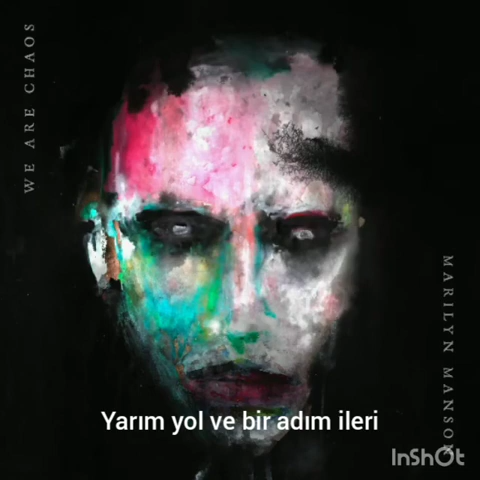 WE ARE CHAOS
MARILYN MANSON
Yarım yol ve bir adım ileri
InShOt